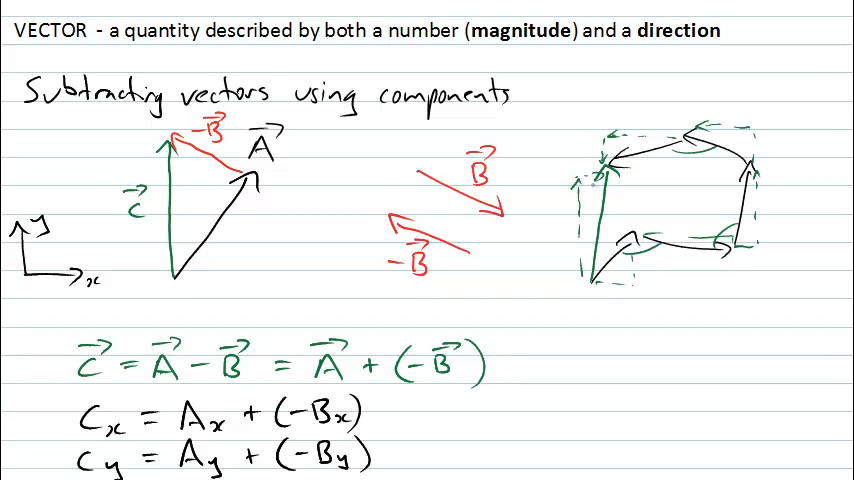 VECTOR - a quantity described by both a number (magnitude) and a direction
Subtracting vectors using components
-B⃗
A⃗
B⃗
C⃗
-B⃗
y
x
C⃗ = A⃗ - B⃗ = A⃗ + (-B⃗)
Cx = Ax + (-Bx)
Cy = Ay + (-By)